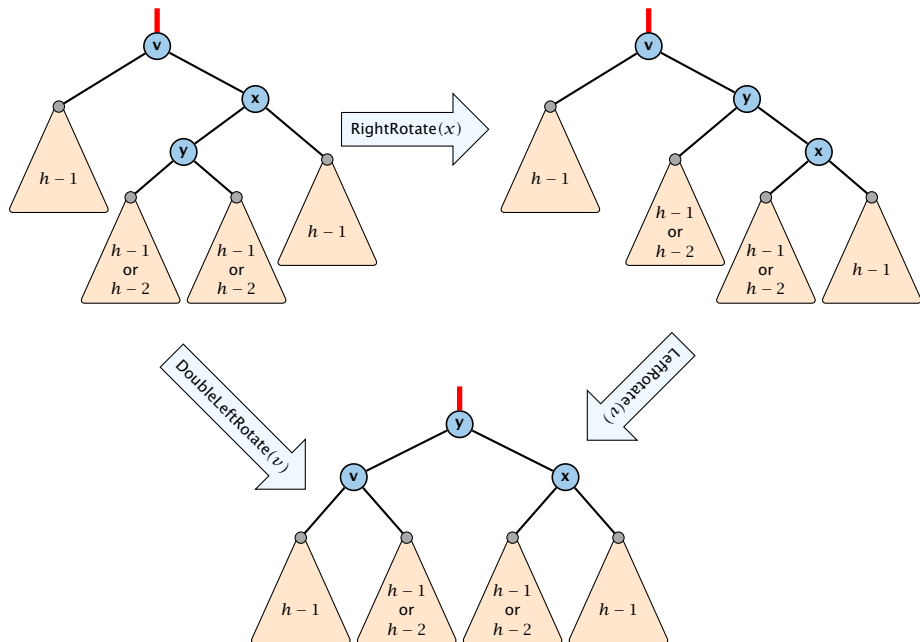 v
x
y
h − 1
h − 1
or
h − 2
h − 1
or
h − 2
h − 1
RightRotate(x)
v
y
x
h − 1
h − 1
or
h − 2
h − 1
or
h − 2
h − 1
DoubleLeftRotate(v)
LeftRotate(v)
y
v
x
h − 1
h − 1
or
h − 2
h − 1
or
h − 2
h − 1